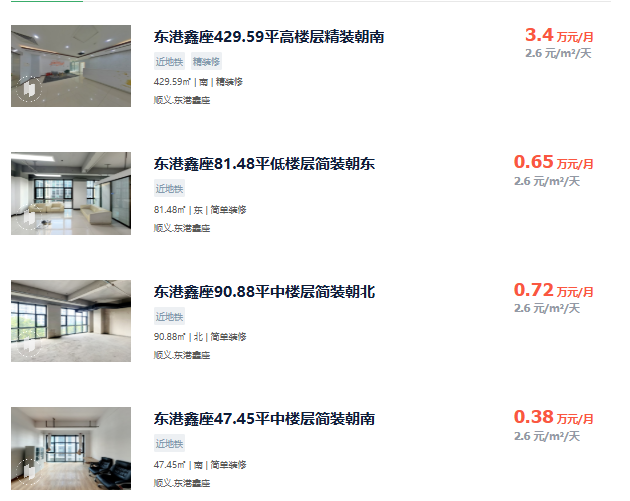 东港鑫座429.59平高楼层精装朝南
3.4 万元/月
近地铁 精装修
2.6 元/m²/天
429.59㎡ | 南 | 精装修
顺义.东港鑫座
东港鑫座81.48平低楼层简装朝东
0.65 万元/月
近地铁
2.6 元/m²/天
81.48㎡ | 东 | 简单装修
顺义.东港鑫座
东港鑫座90.88平中楼层简装朝北
0.72 万元/月
近地铁
2.6 元/m²/天
90.88㎡ | 北 | 简单装修
顺义.东港鑫座
东港鑫座47.45平中楼层简装朝南
0.38 万元/月
近地铁
2.6 元/m²/天
47.45㎡ | 南 | 简单装修
顺义.东港鑫座